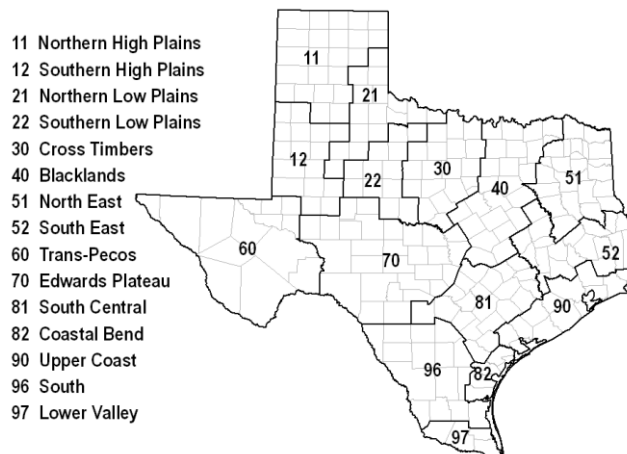 11 Northern High Plains
12 Southern High Plains
21 Northern Low Plains
22 Southern Low Plains
30 Cross Timbers
40 Blacklands
51 North East
52 South East
60 Trans-Pecos
70 Edwards Plateau
81 South Central
82 Coastal Bend
90 Upper Coast
96 South
97 Lower Valley
11
21
12
22
30
40
51
60
70
52
81
90
96
82
97